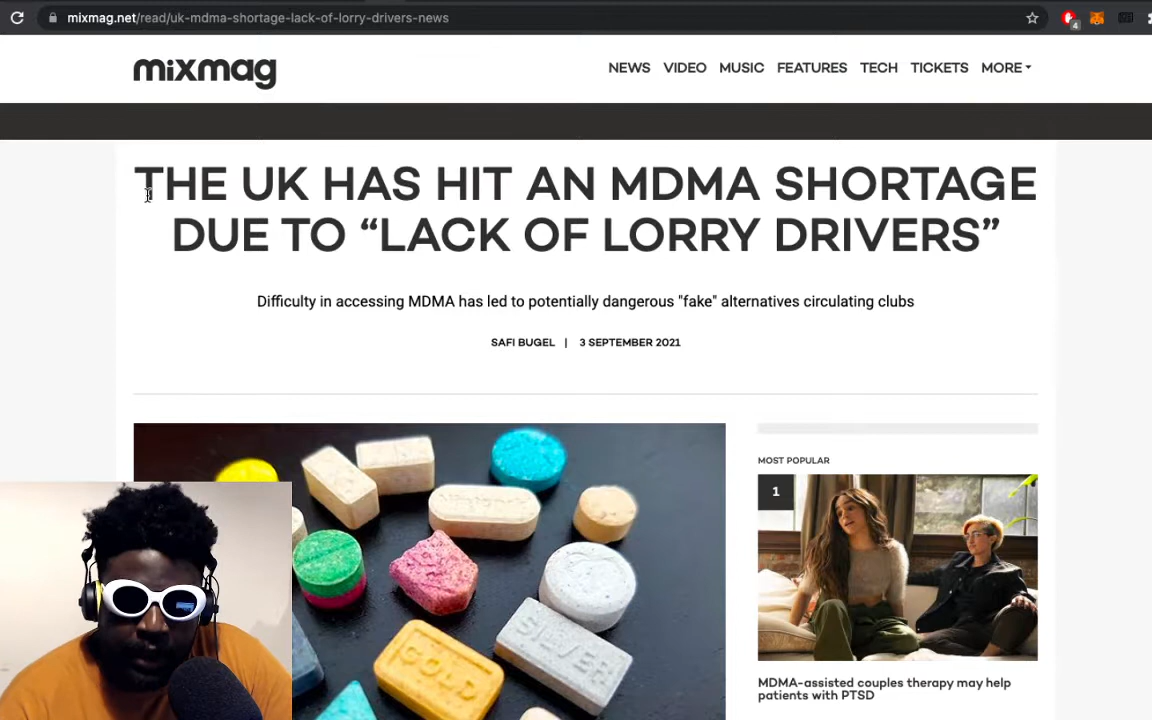 mixmag.net/read/uk-mdma-shortage-lack-of-lorry-drivers-news
4
mixmag
NEWS VIDEO MUSIC FEATURES TECH TICKETS MORE
THE UK HAS HIT AN MDMA SHORTAGE
DUE TO “LACK OF LORRY DRIVERS”
Difficulty in accessing MDMA has led to potentially dangerous "fake" alternatives circulating clubs
SAFI BUGEL | 3 SEPTEMBER 2021
MOST POPULAR
1
SILVER
GOLD
MDMA-assisted couples therapy may help
patients with PTSD